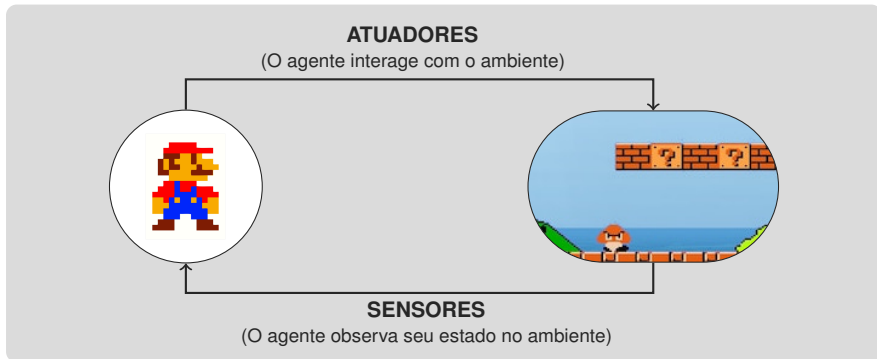 ATUADORES
(O agente interage com o ambiente)
? ?
SENSORES
(O agente observa seu estado no ambiente)